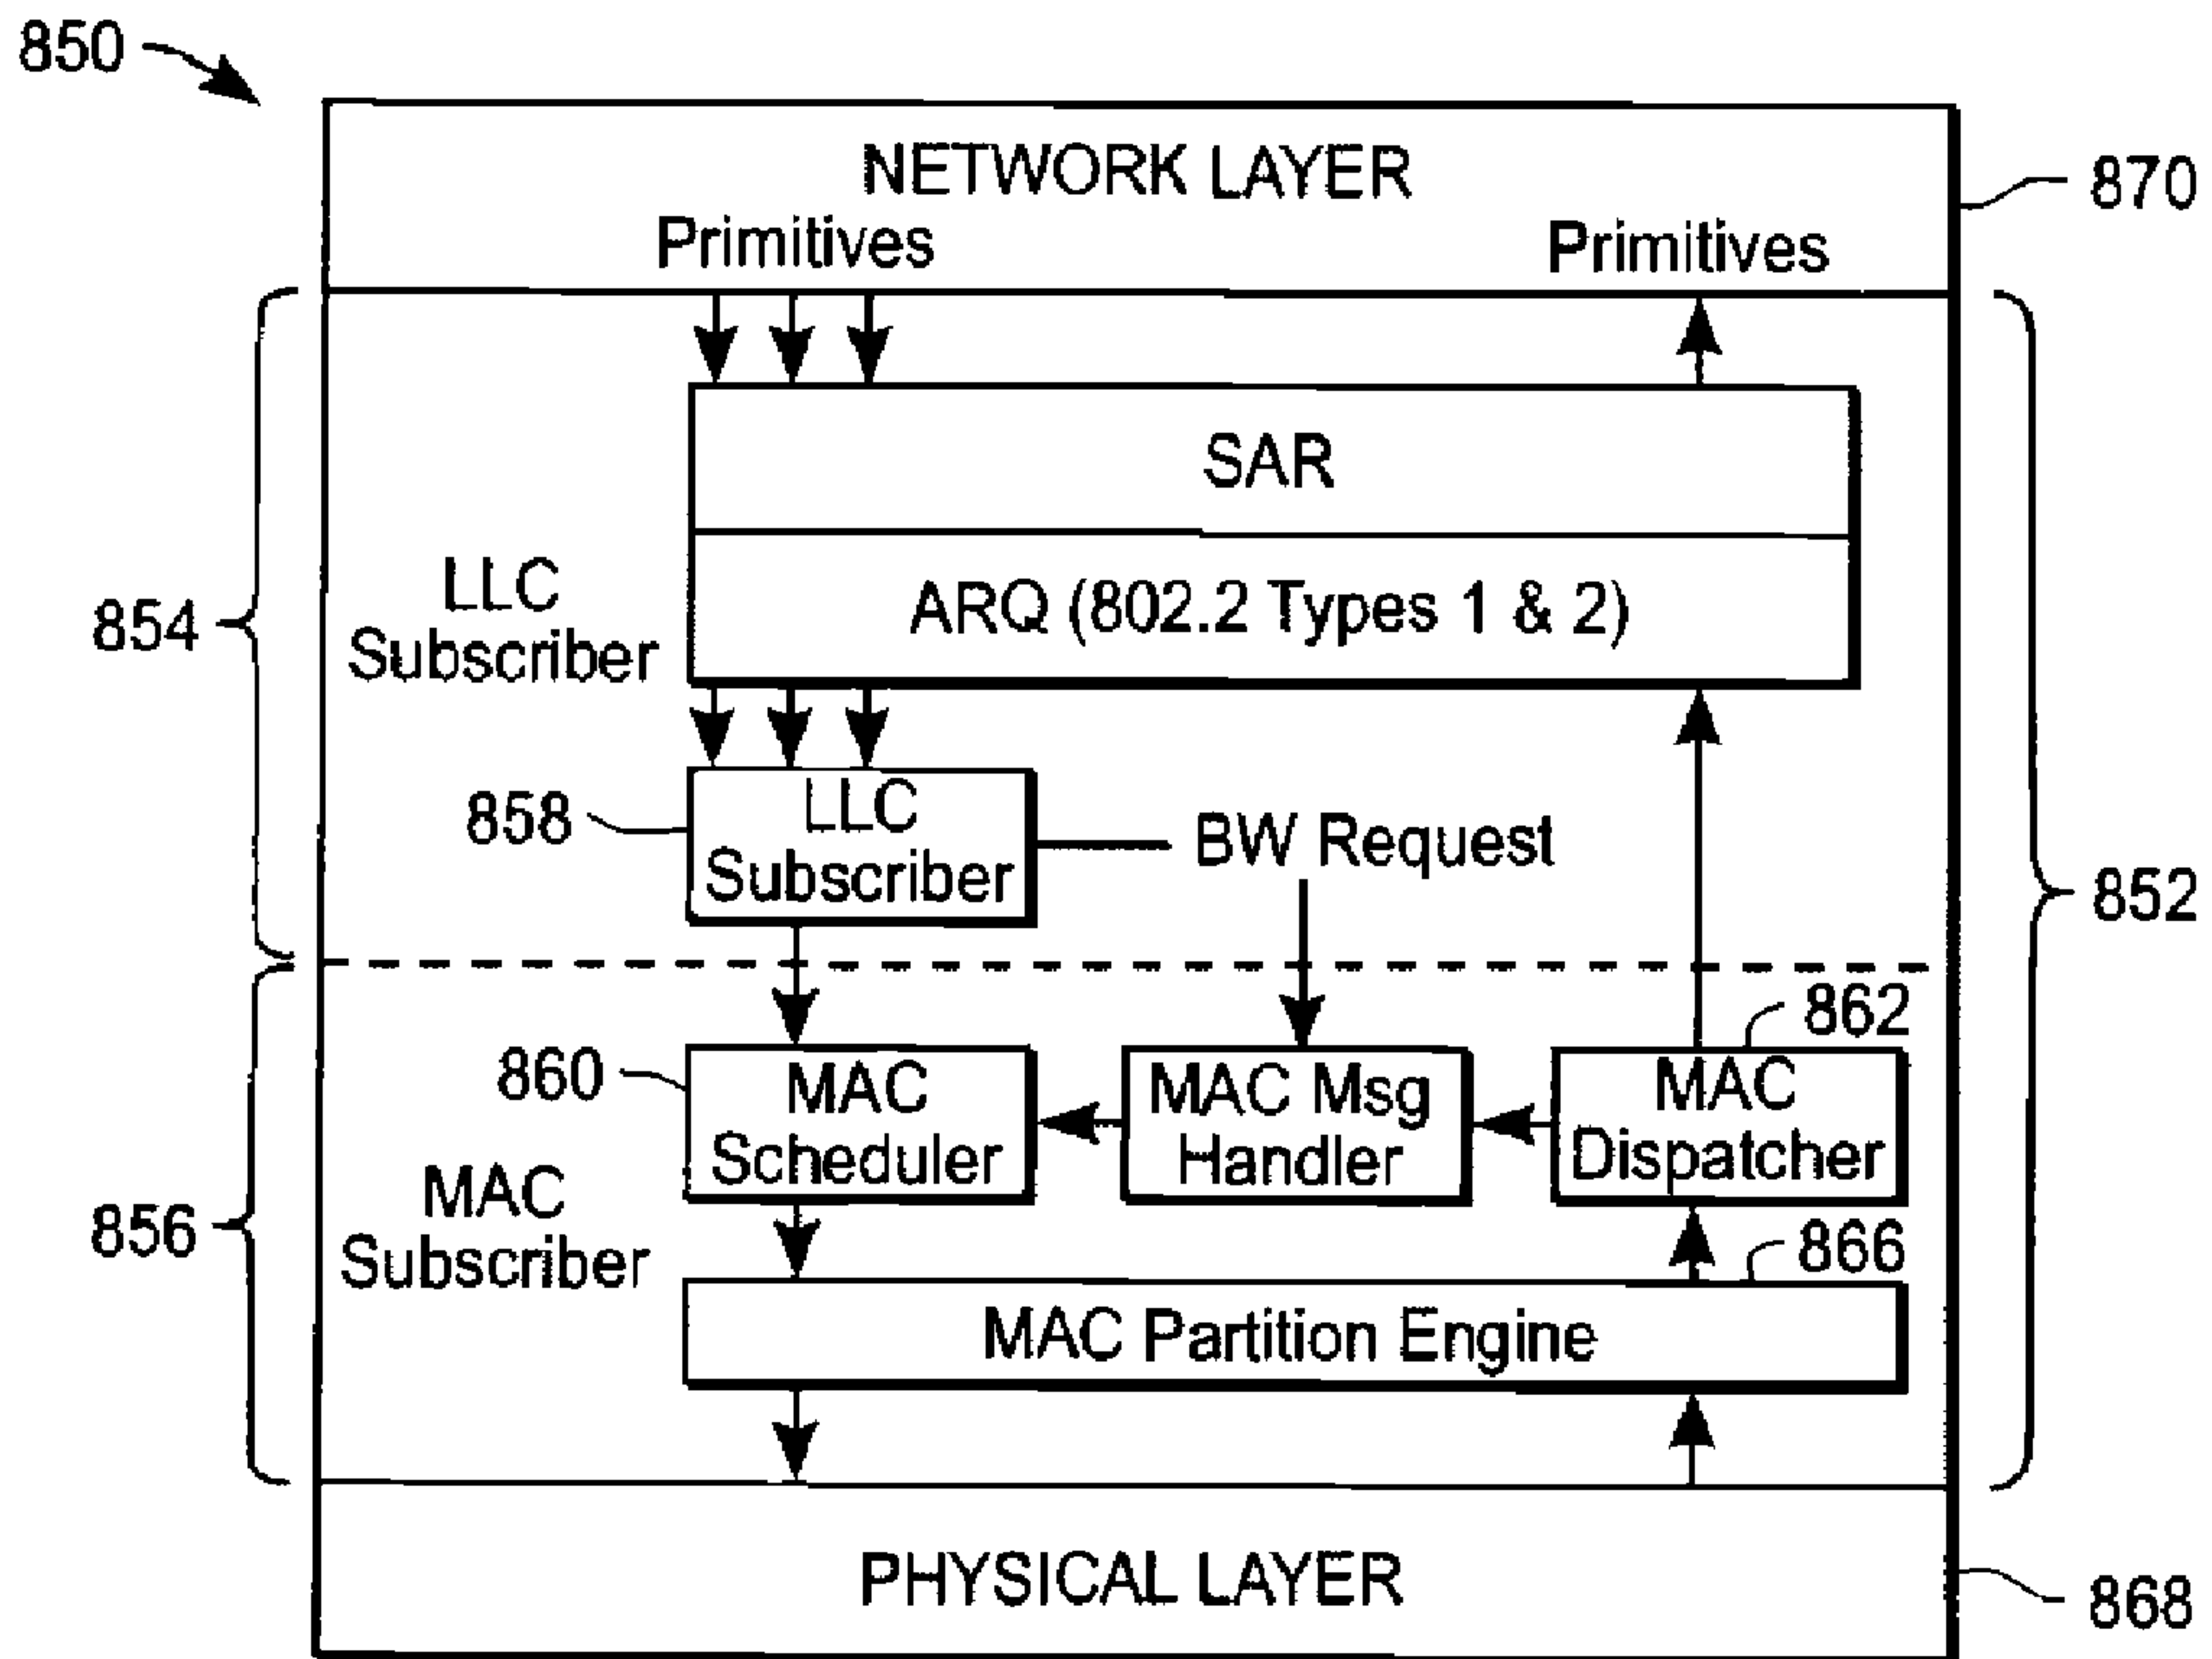 850
NETWORK LAYER
870
Primitives
Primitives
SAR
ARQ (802.2 Types 1 & 2)
LLC
Subscriber
854
858
LLC
Subscriber
BW Request
852
862
860
MAC
Scheduler
MAC Msg
Handler
MAC
Dispatcher
MAC
Subscriber
856
866
MAC Partition Engine
PHYSICAL LAYER
868